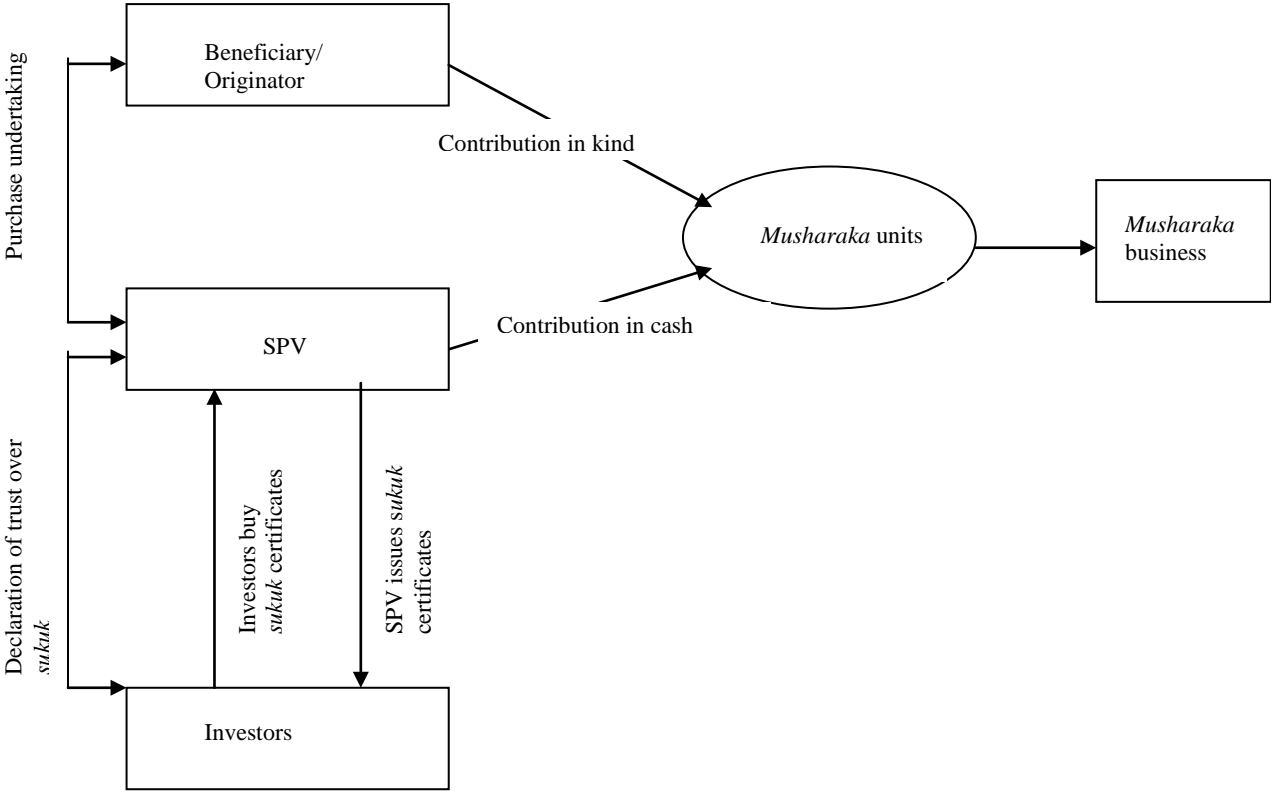 Beneficiary/
Originator
Purchase undertaking
Contribution in kind
Musharaka units
Musharaka
business
SPV
Contribution in cash
Declaration of trust over
sukuk
Investors buy
sukuk certificates
SPV issues sukuk
certificates
Investors